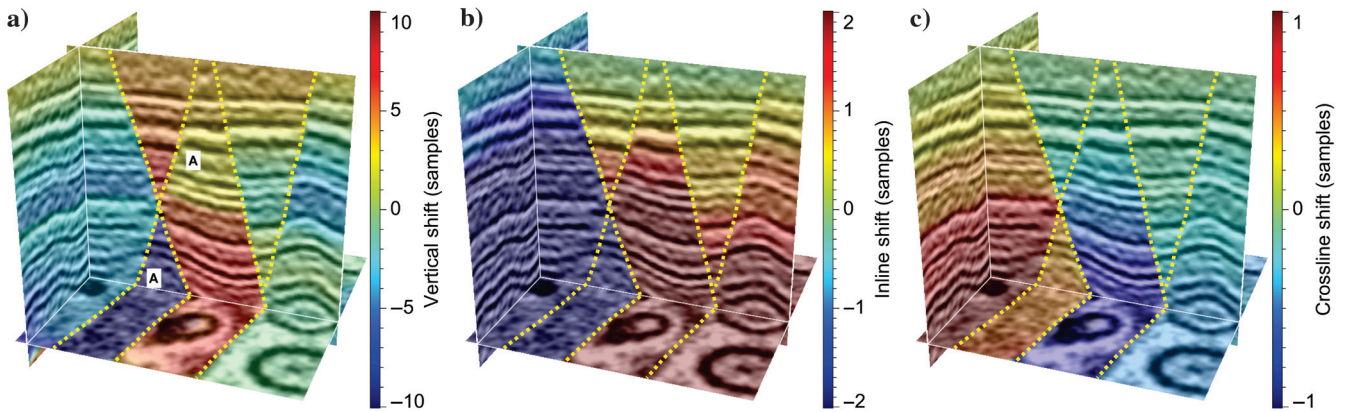 a)
A
A
10
5
0
–5
–10
Vertical shift (samples)
b)
2
1
0
–1
–2
Inline shift (samples)
c)
1
0
–1
Crossline shift (samples)